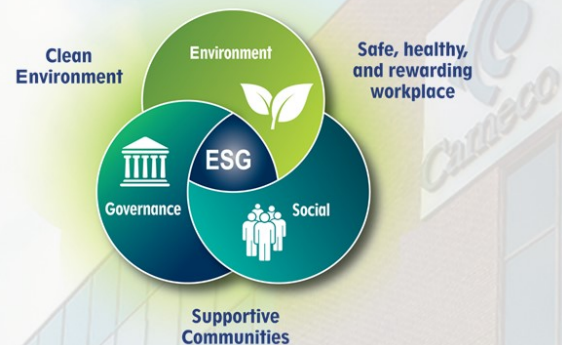 Clean
Environment
Environment
Safe, healthy,
and rewarding
workplace
ESG
Governance
Social
Supportive
Communities
Cameco